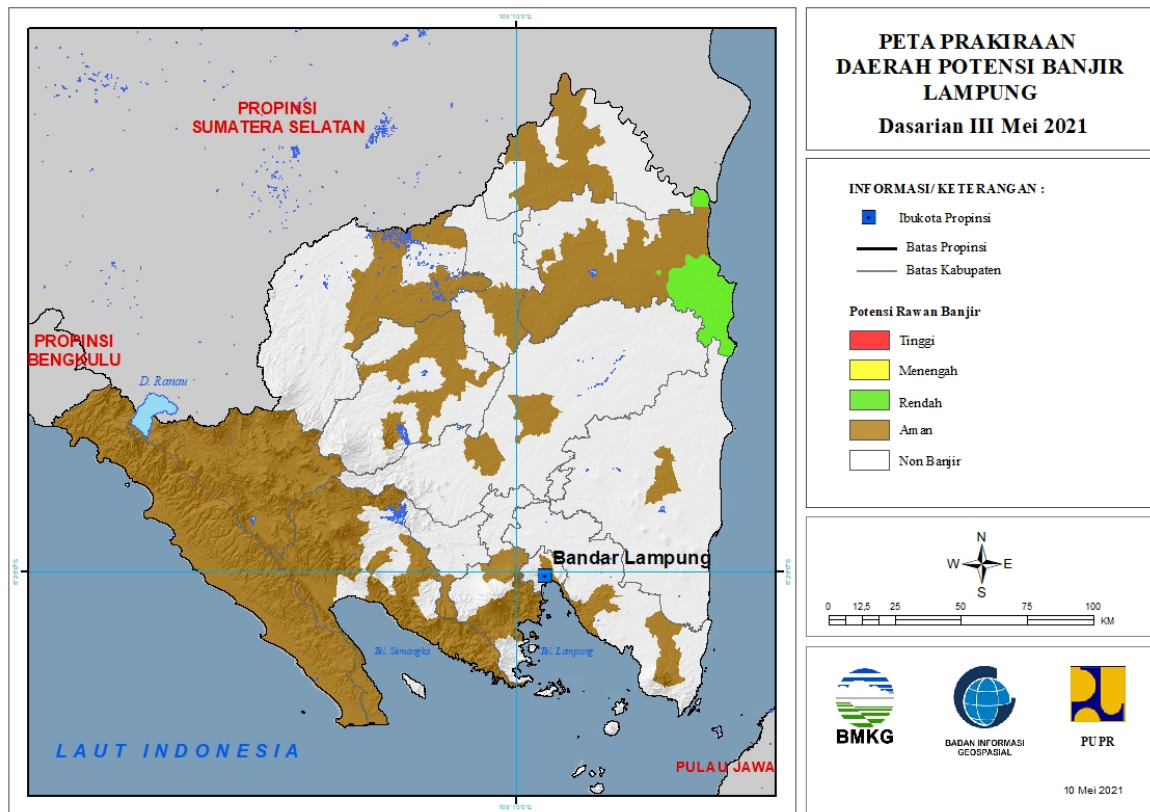 PETA PRAKIRAAN
DAERAH POTENSI BANJIR
LAMPUNG
Dasarian III Mei 2021
INFORMASI/ KETERANGAN :
Ibukota Propinsi
Batas Propinsi
Batas Kabupaten
Potensi Rawan Banjir
Tinggi
Menengah
Rendah
Aman
Non Banjir
N
W E
S
0 12,5 25 50 75 100
KM
BMKG
BADAN INFORMASI
GEOSPASIAL
PUPR
10 Mei 2021
PROPINSI
SUMATERA SELATAN
PROPINSI
BENGKULU
D. Ranau
Bandar Lampung
Tel. Semangka
Tel. Lampung
LAUT INDONESIA
PULAU JAWA